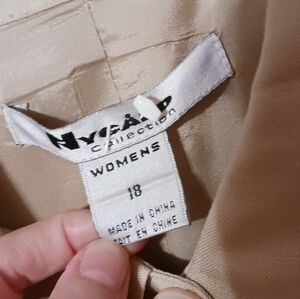 Collection
WOMENS
18
MADE IN CHINA
FAIT EN CHINE